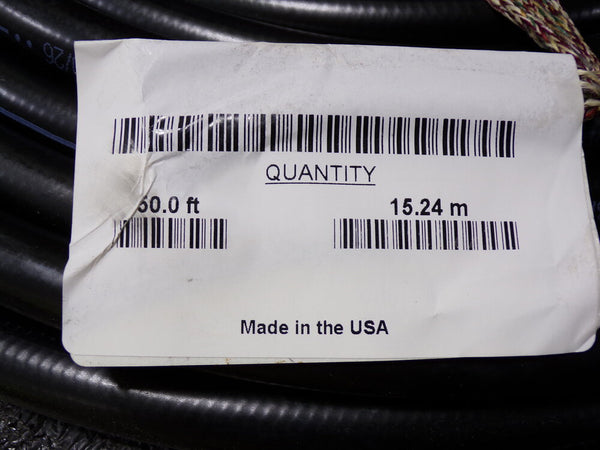 QUANTITY
50.0 ft 15.24 m
Made in the USA